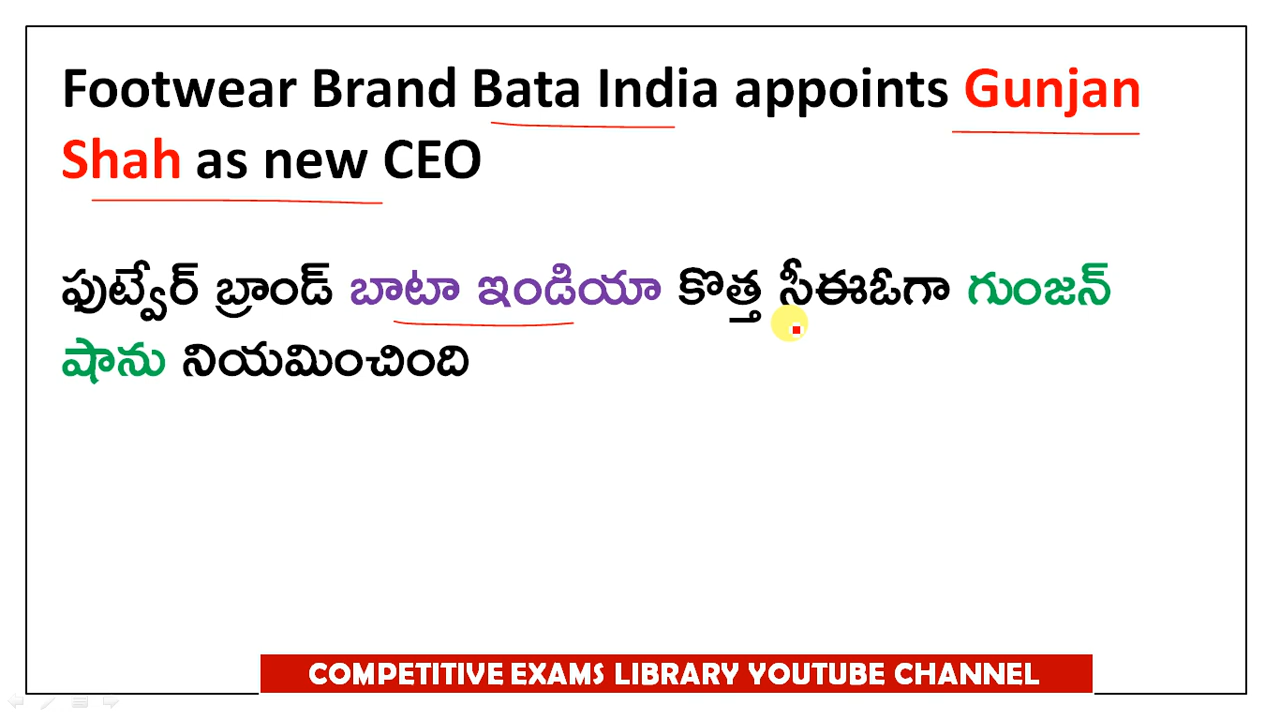 Footwear Brand Bata India appoints Gunjan
Shah as new CEO
ఫుట్వేర్ బ్రాండ్ బాటా ఇండియా కొత్త సీఈఓగా గుంజన్
షాను నియమించింది
COMPETITIVE EXAMS LIBRARY YOUTUBE CHANNEL